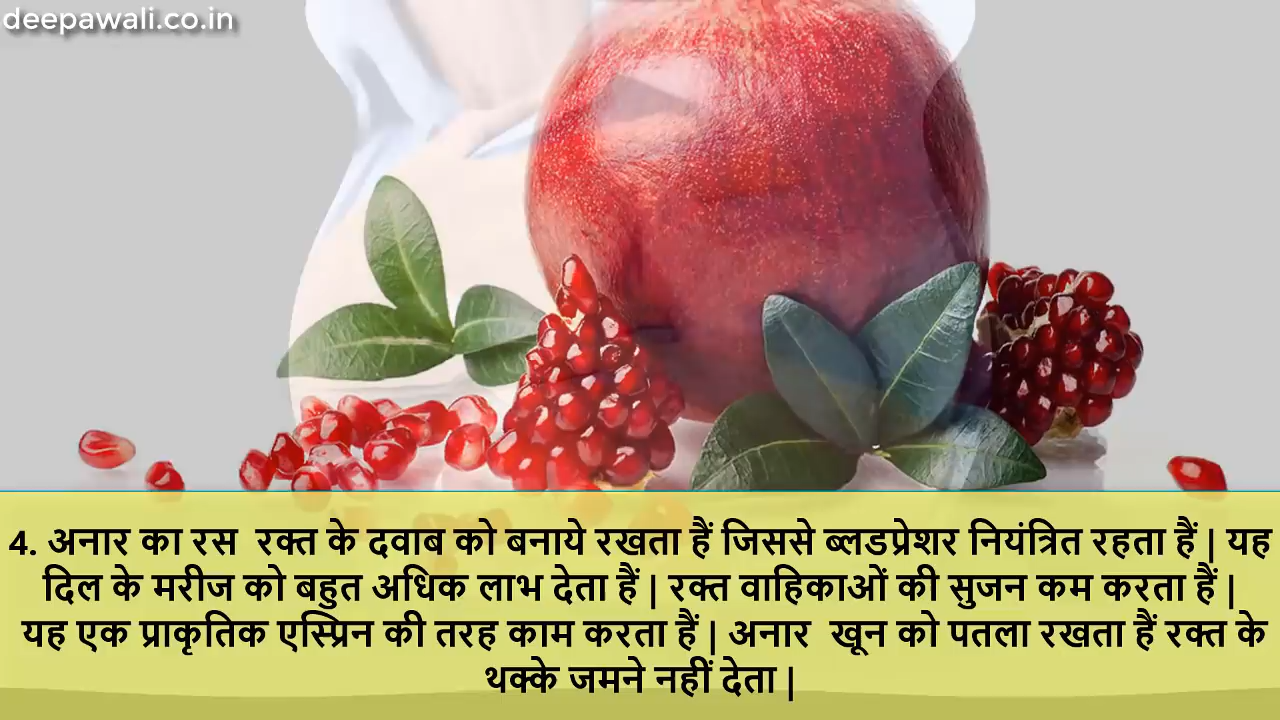 deepawali.co.in
4. अनार का रस  रक्त के दवाब को बनाये रखता हैं जिससे ब्लडप्रेशर नियंत्रित रहता हैं | यह
दिल के मरीज को बहुत अधिक लाभ देता हैं | रक्त वाहिकाओं की सुजन कम करता हैं |
यह एक प्राकृतिक एस्प्रिन की तरह काम करता हैं | अनार  खून को पतला रखता हैं रक्त के
थक्के जमने नहीं देता |